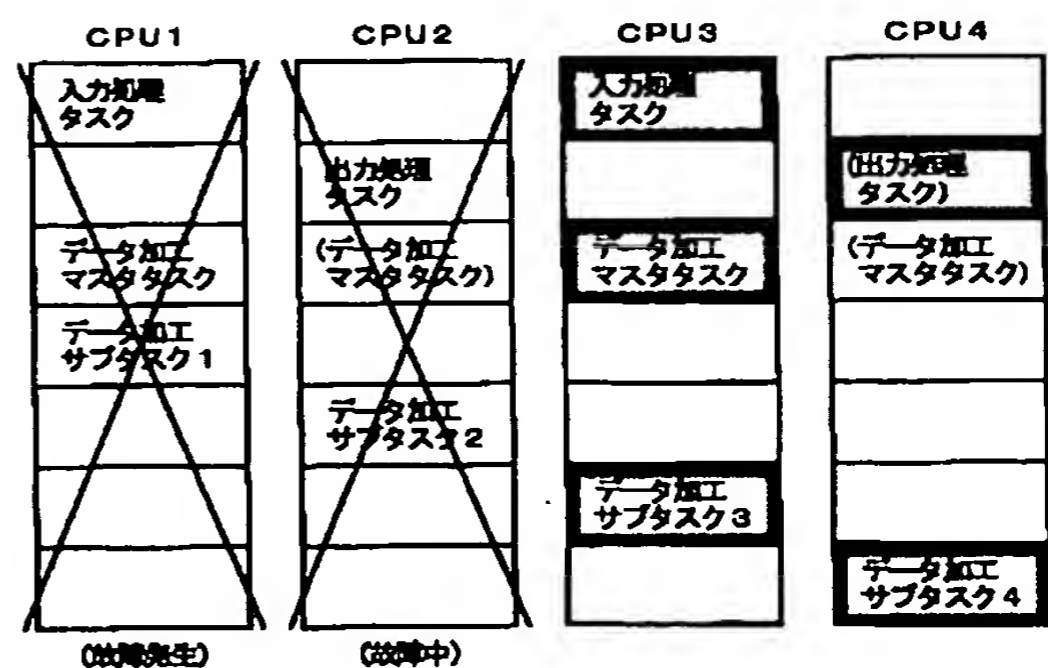 CPU1
CPU2
CPU3
CPU4
入力処理
タスク
データ加工
マスタタスク
データ加工
サブタスク1
(故障発生)
出力処理
タスク
(データ加工
マスタタスク)
データ加工
サブタスク2
(故障中)
入力処理
タスク
データ加工
マスタタスク
データ加工
サブタスク3
(出力処理
タスク)
(データ加工
マスタタスク)
データ加工
サブタスク4